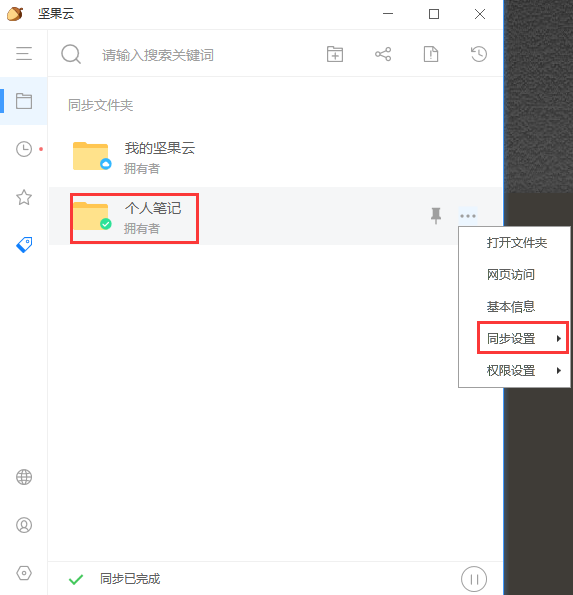 坚果云
请输入搜索关键词
同步文件夹
我的坚果云
拥有者
个人笔记
拥有者
打开文件夹
网页访问
基本信息
同步设置
权限设置
同步已完成